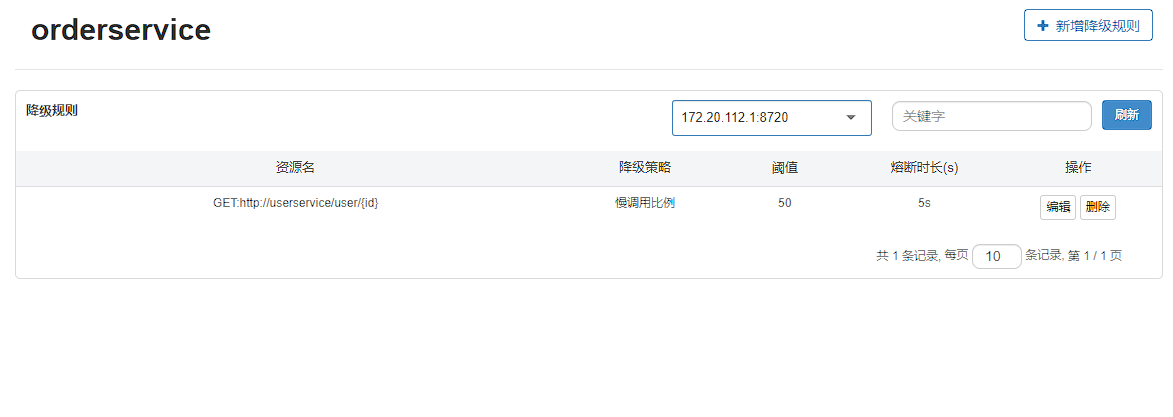 orderservice
新增降级规则
降级规则
172.20.112.1:8720
关键字
刷新
资源名 降级策略 阈值 熔断时长(s) 操作
GET:http://userservice/user/{id} 慢调用比例 50 5s 编辑 删除
共 1 条记录, 每页 10 条记录, 第 1 / 1 页